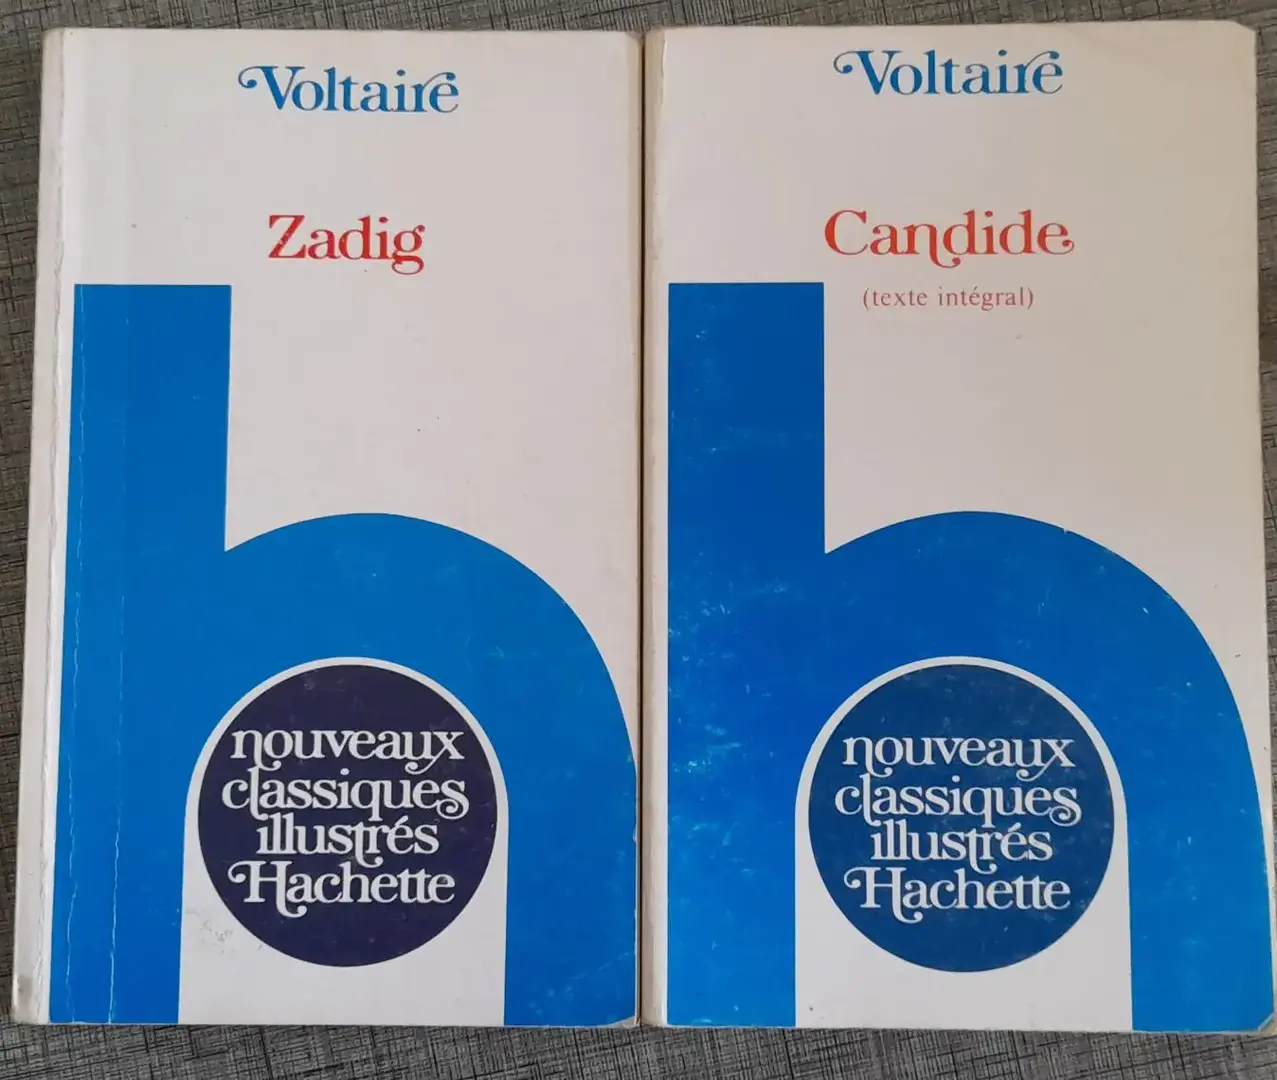 Voltaire
Zadig
nouveaux
classiques
illustrés
Hachette
Voltaire
Candide
(texte intégral)
nouveaux
classiques
illustrés
Hachette